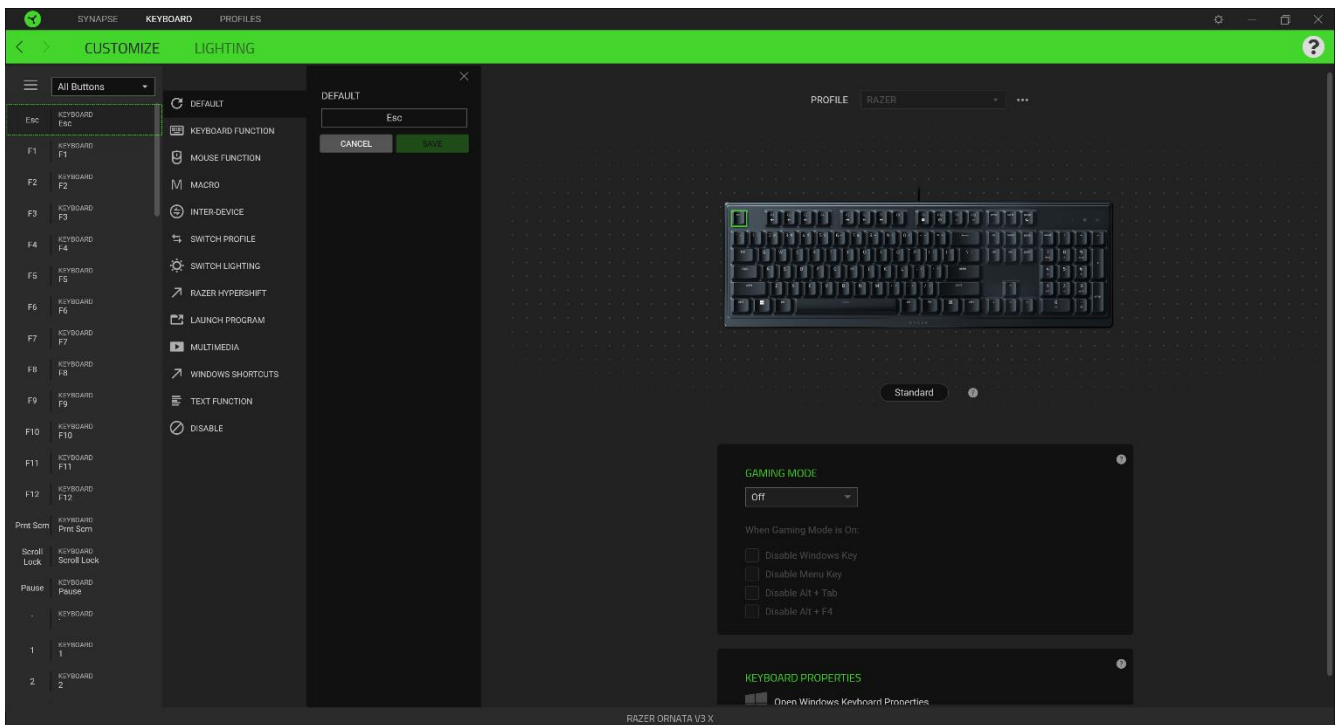 SYNAPSE KEYBOARD PROFILES
CUSTOMIZE LIGHTING ?
All Buttons
Esc KEYBOARD Esc
F1 KEYBOARD F1
F2 KEYBOARD F2
F3 KEYBOARD F3
F4 KEYBOARD F4
F5 KEYBOARD F5
F6 KEYBOARD F6
F7 KEYBOARD F7
F8 KEYBOARD F8
F9 KEYBOARD F9
F10 KEYBOARD F10
F11 KEYBOARD F11
F12 KEYBOARD F12
Prnt Scrn KEYBOARD Prnt Scrn
Scroll Lock KEYBOARD Scroll Lock
Pause KEYBOARD Pause
KEYBOARD
1 KEYBOARD 1
2 KEYBOARD 2
DEFAULT
KEYBOARD FUNCTION
MOUSE FUNCTION
MACRO
INTER-DEVICE
SWITCH PROFILE
SWITCH LIGHTING
RAZER HYPERSHIFT
LAUNCH PROGRAM
MULTIMEDIA
WINDOWS SHORTCUTS
TEXT FUNCTION
DISABLE
DEFAULT
Esc
CANCEL SAVE
PROFILE RAZER
Standard ?
GAMING MODE
Off
When Gaming Mode is On:
Disable Windows Key
Disable Menu Key
Disable Alt + Tab
Disable Alt + F4
KEYBOARD PROPERTIES
Open Windows Keyboard Properties
RAZER ORNATA V3 X